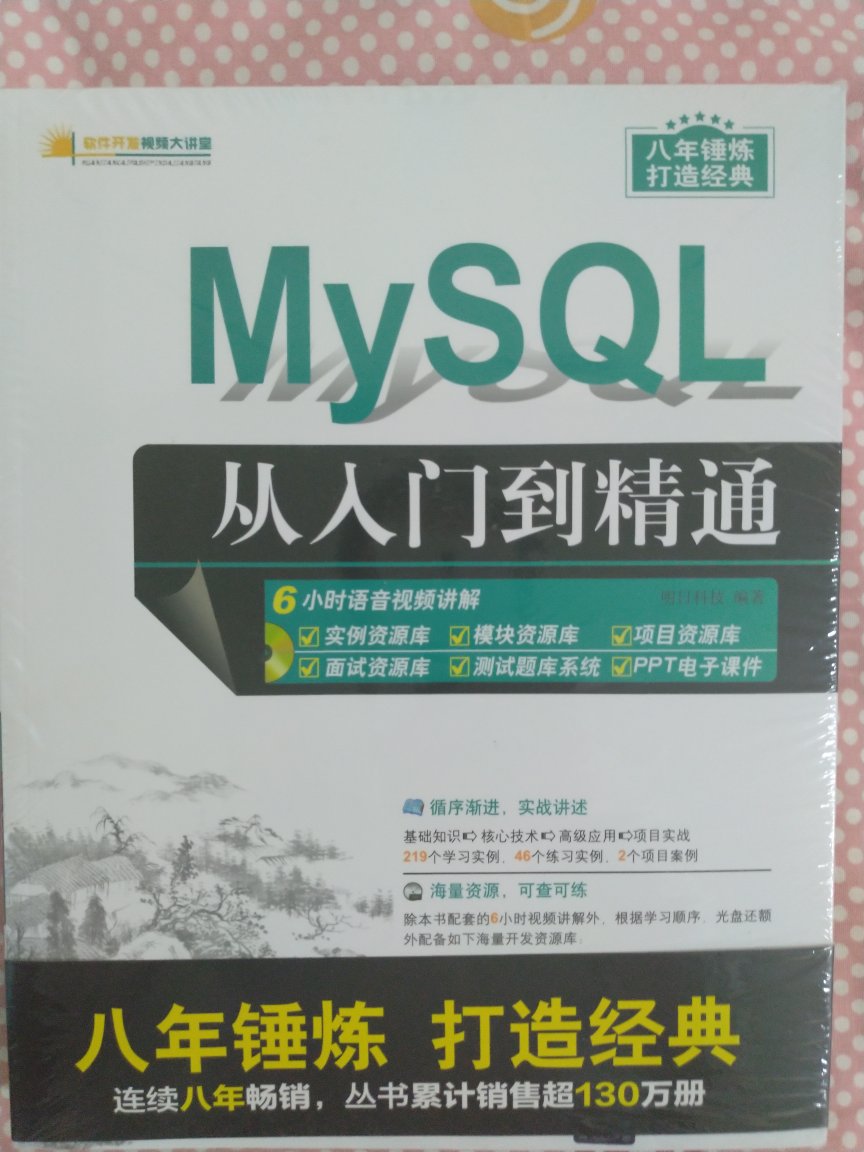 软件开发视频大讲堂
八年锤炼
打造经典
MySQL
从入门到精通
6小时语音视频讲解
明日科技 编著
实例资源库 模块资源库 项目资源库
面试资源库 测试题库系统 PPT电子课件
循序渐进，实战讲述
基础知识⇨核心技术⇨高级应用⇨项目实战
219个学习实例，46个练习实例，2个项目案例
海量资源，可查可练
除本书配套的6小时视频讲解外，根据学习顺序，光盘还额
外配备如下海量开发资源库：
八年锤炼 打造经典
连续八年畅销，丛书累计销售超130万册